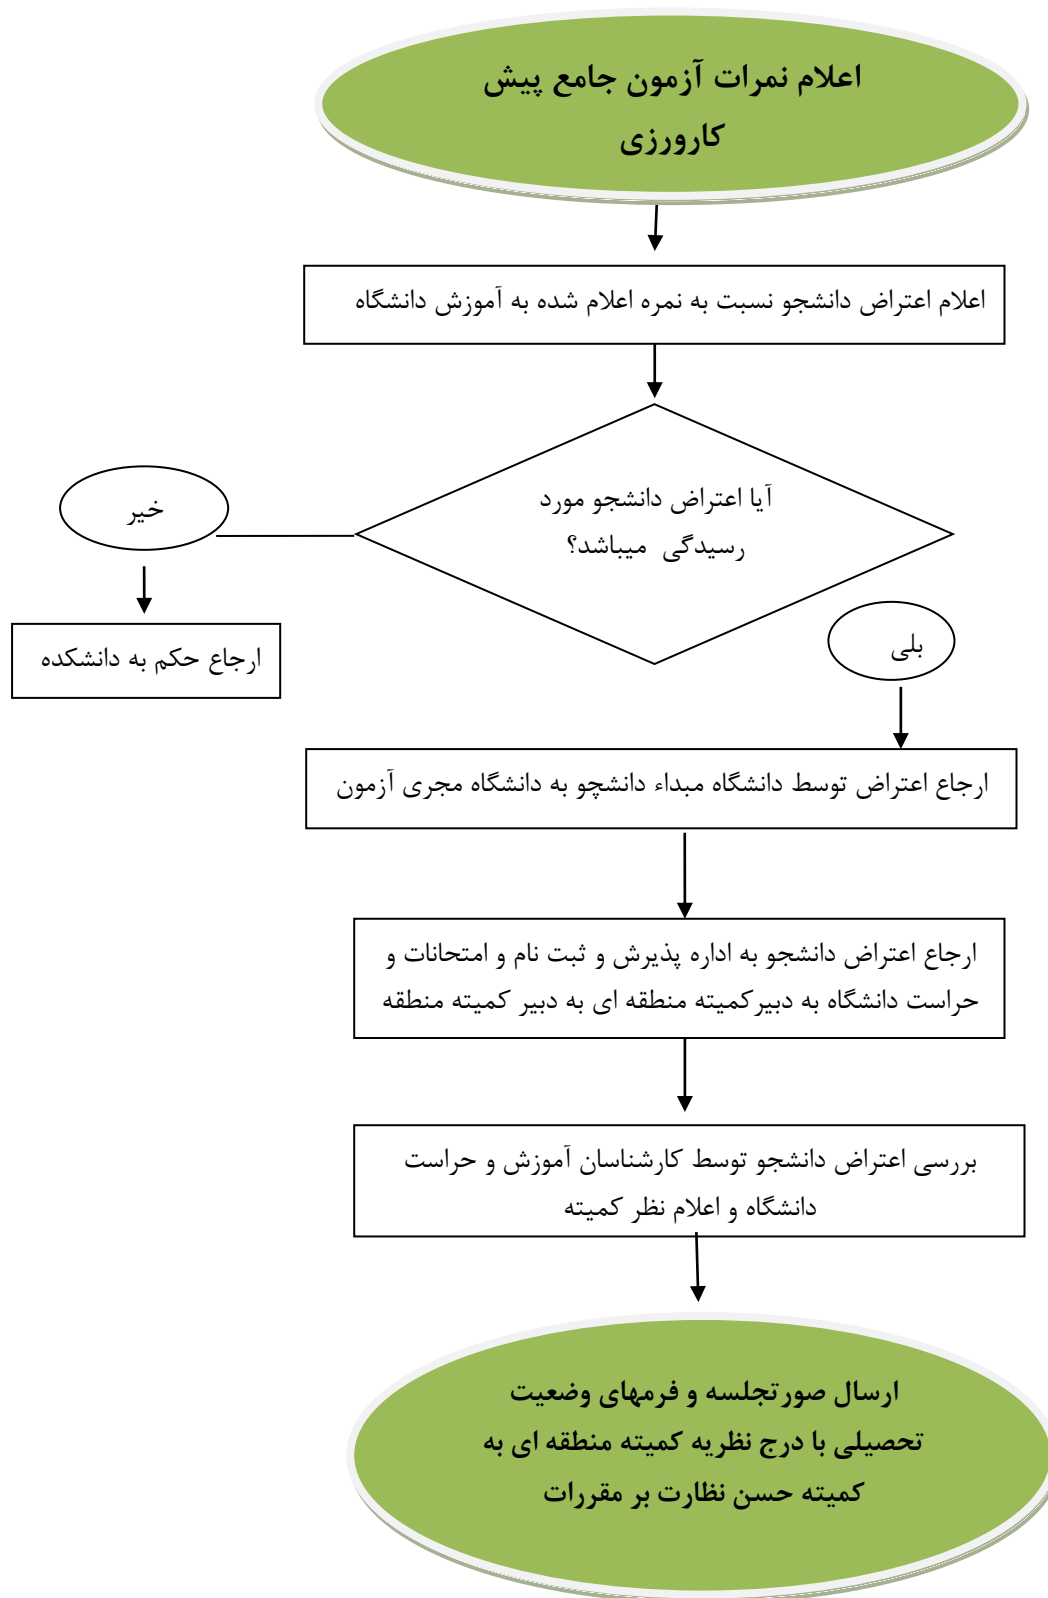 اعلام نمرات آزمون جامع پیش
کارورزی
اعلام اعتراض دانشجو نسبت به نمره اعلام شده به آموزش دانشگاه
آیا اعتراض دانشجو مورد
رسیدگی میباشد؟
خیر
ارجاع حکم به دانشکده
بلی
ارجاع اعتراض توسط دانشگاه مبداء دانشچو به دانشگاه مجری آزمون
ارجاع اعتراض دانشجو به اداره پذیرش و ثبت نام و امتحانات و
حراست دانشگاه به دبیرکمیته منطقه ای به دبیر کمیته منطقه
بررسی اعتراض دانشجو توسط کارشناسان آموزش و حراست
دانشگاه و اعلام نظر کمیته
ارسال صورتجلسه و فرمهای وضعیت
تحصیلی با درج نظریه کمیته منطقه ای به
کمیته حسن نظارت بر مقررات